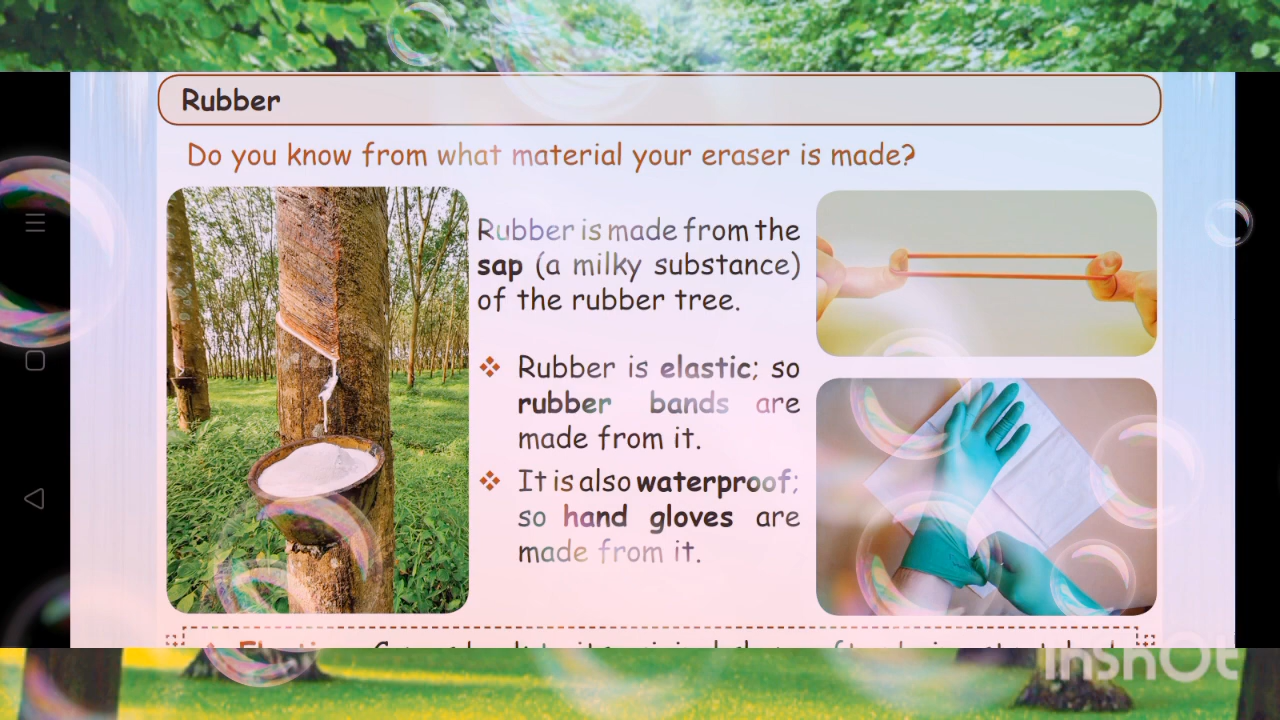 Rubber
Do you know from what material your eraser is made?
Rubber is made from the
sap (a milky substance)
of the rubber tree.
❖ Rubber is elastic; so
rubber bands are
made from it.
❖ It is also waterproof;
so hand gloves are
made from it.
InShOt